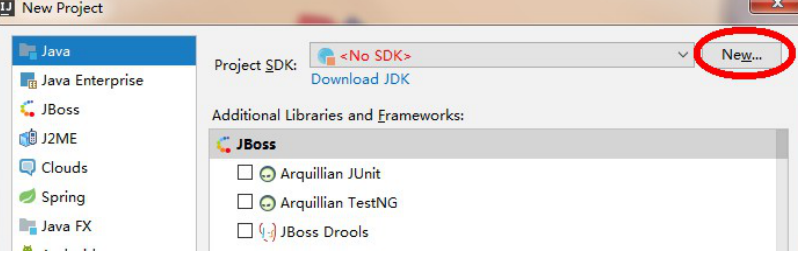 New Project
Java
Project SDK: <No SDK> New...
Java Enterprise
Download JDK
JBoss
Additional Libraries and Frameworks:
J2ME
JBoss
Clouds
Arquillian JUnit
Spring
Arquillian TestNG
Java FX
JBoss Drools